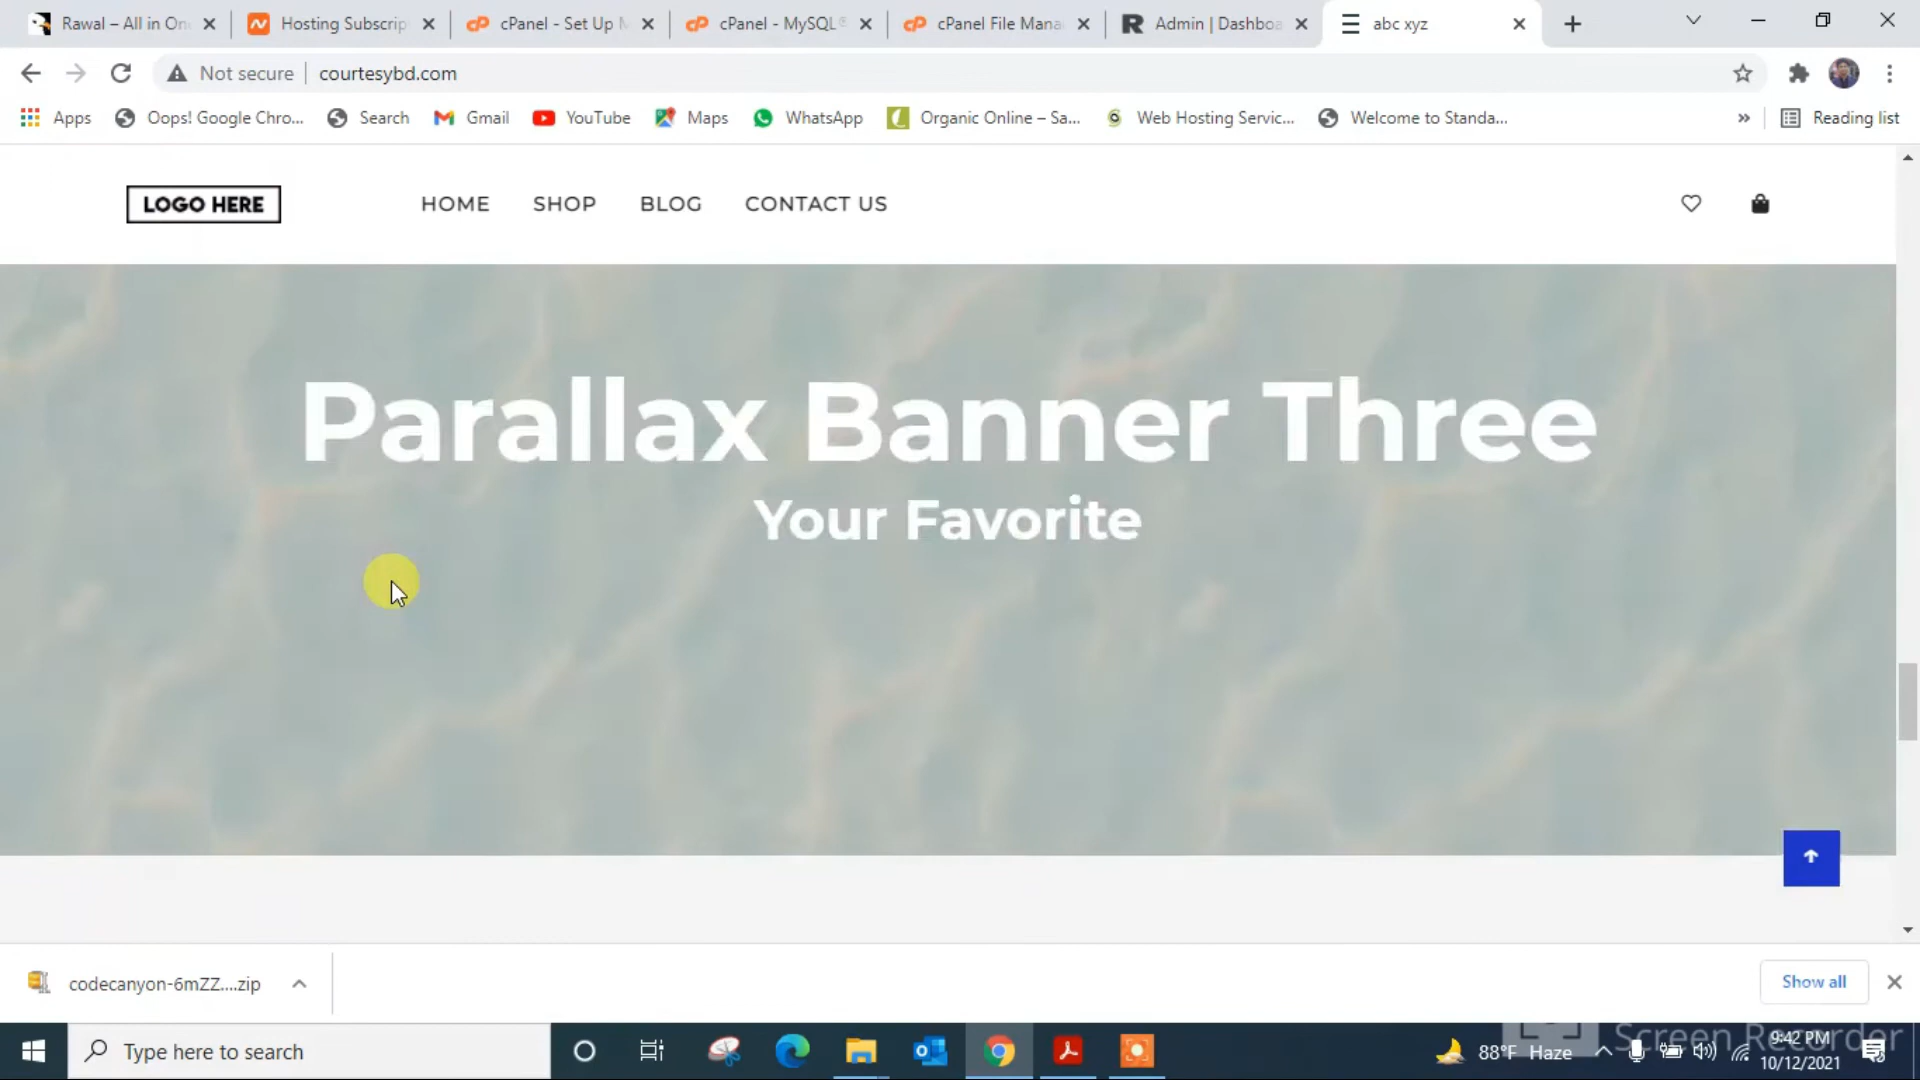 Rawal – All in On
Hosting Subscrip
cPanel - Set Up M
cPanel - MySQL®
cPanel File Mana
Admin | Dashboa
abc xyz
Not secure
courtesybd.com
Apps
Oops! Google Chro...
Search
Gmail
YouTube
Maps
WhatsApp
Organic Online – Sa...
Web Hosting Servic...
Welcome to Standa...
»
Reading list
LOGO HERE
HOME
SHOP
BLOG
CONTACT US
Parallax Banner Three
Your Favorite
codecanyon-6mZZ....zip
Show all
Type here to search
88°F Haze
Screen Recorder
9:42 PM
10/12/2021